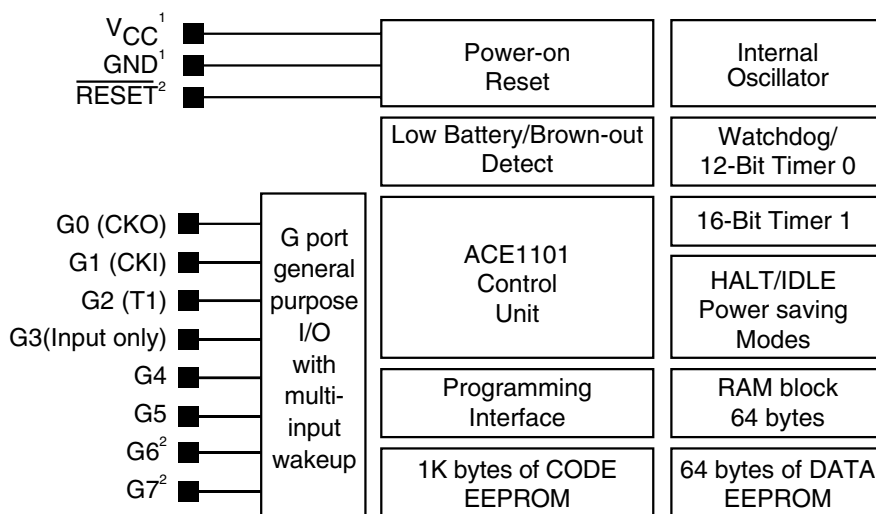 VCC¹
GND¹
RESET²
Power-on
Reset
Internal
Oscillator
Low Battery/Brown-out
Detect
Watchdog/
12-Bit Timer 0
G0 (CKO)
G1 (CKI)
G2 (T1)
G3(Input only)
G4
G5
G6²
G7²
G port
general
purpose
I/O
with
multi-
input
wakeup
ACE1101
Control
Unit
16-Bit Timer 1
HALT/IDLE
Power saving
Modes
Programming
Interface
RAM block
64 bytes
1K bytes of CODE
EEPROM
64 bytes of DATA
EEPROM